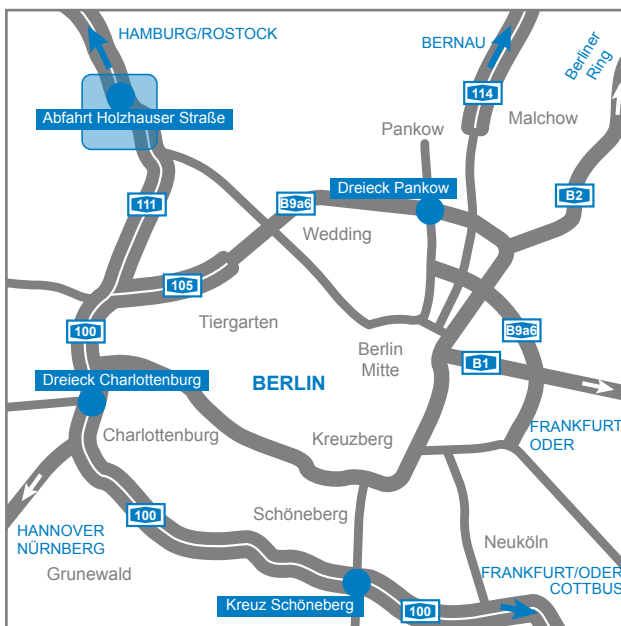 HAMBURG/ROSTOCK
BERNAU
Berliner
Ring
114
Abfahrt Holzhauser Straße
Malchow
Pankow
Dreieck Pankow
B2
111
B9a6
Wedding
105
Tiergarten
100
B9a6
Berlin
Mitte
B1
Dreieck Charlottenburg
BERLIN
Charlottenburg
Kreuzberg
FRANKFURT
ODER
100
Schöneberg
HANNOVER
NÜRNBERG
Neuköln
Grunewald
FRANKFURT/ODER
COTTBUS
Kreuz Schöneberg
100